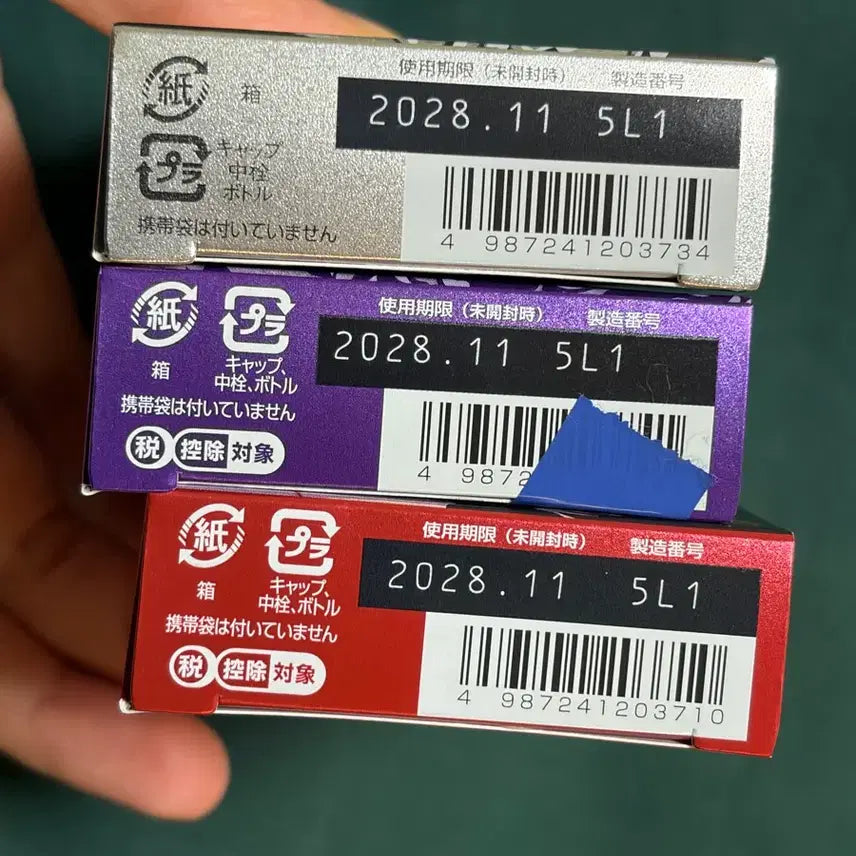 紙
箱
使用期限（未開封時） 製造番号
2028.11 5L1
プラ
キャップ
中栓
ボトル
携帯袋は付いていません
4 987241203734
紙
箱
プラ
キャップ、
中栓、ボトル
使用期限（未開封時） 製造番号
2028.11 5L1
携帯袋は付いていません
税 控除 対象
4 9872
紙
箱
プラ
キャップ、
中栓、ボトル
使用期限（未開封時） 製造番号
2028.11 5L1
携帯袋は付いていません
税 控除 対象
4 987241203710